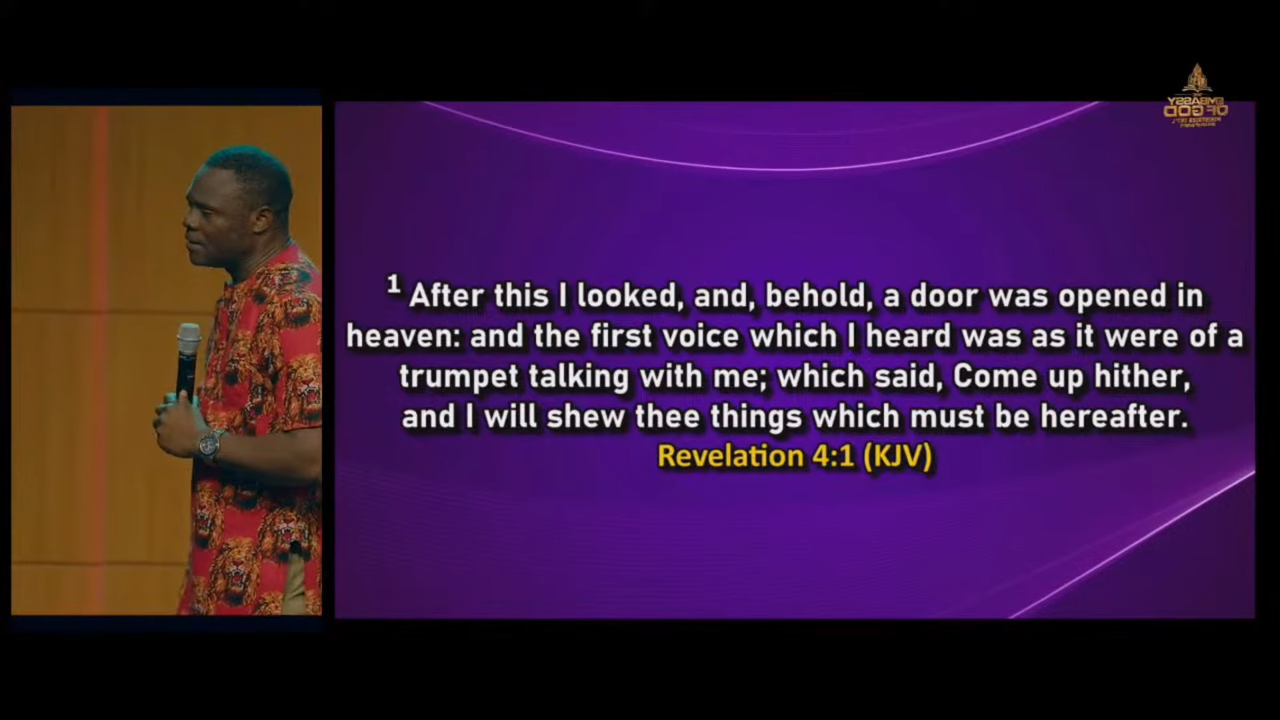 1 After this I looked, and, behold, a door was opened in
heaven: and the first voice which I heard was as it were of a
trumpet talking with me; which said, Come up hither,
and I will shew thee things which must be hereafter.
Revelation 4:1 (KJV)
EMBASSY
OF GOD